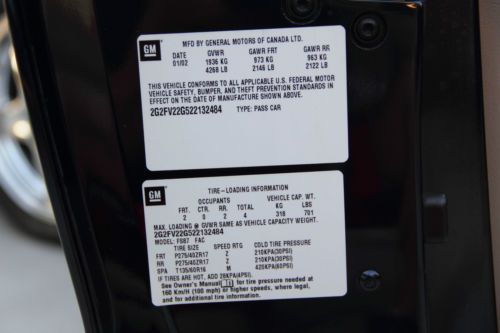 GM
MFD BY GENERAL MOTORS OF CANADA LTD.
DATE GVWR GAWR FRT GAWR RR
01/02 1936 KG 973 KG 963 KG
4268 LB 2146 LB 2122 LB
THIS VEHICLE CONFORMS TO ALL APPLICABLE U.S. FEDERAL MOTOR
VEHICLE SAFETY, BUMPER, AND THEFT PREVENTION STANDARDS IN
EFFECT ON THE DATE OF MANUFACTURE SHOWN ABOVE.
2G2FV22G522132484 TYPE: PASS CAR
GM
TIRE-LOADING INFORMATION
OCCUPANTS VEHICLE CAP. WT.
FRT. CTR. RR. TOTAL KG LBS
2 0 2 4 318 701
MAX. LOADING @ GVWR SAME AS VEHICLE CAPACITY WEIGHT.
2G2FV22G522132484
MODEL: FS87 FAC
TIRE SIZE SPEED RTG COLD TIRE PRESSURE
FRT P275/40ZR17 Z 210KPA(30PSI)
RR P275/40ZR17 Z 210KPA(30PSI)
SPA T135/60R16 M 420KPA(60PSI)
IF TIRES ARE HOT, ADD 28KPA(4PSI).
See Owner's Manual for tire pressure needed at
160 KM/H (100 mph) or higher speeds, where legal,
and for additional tire information.